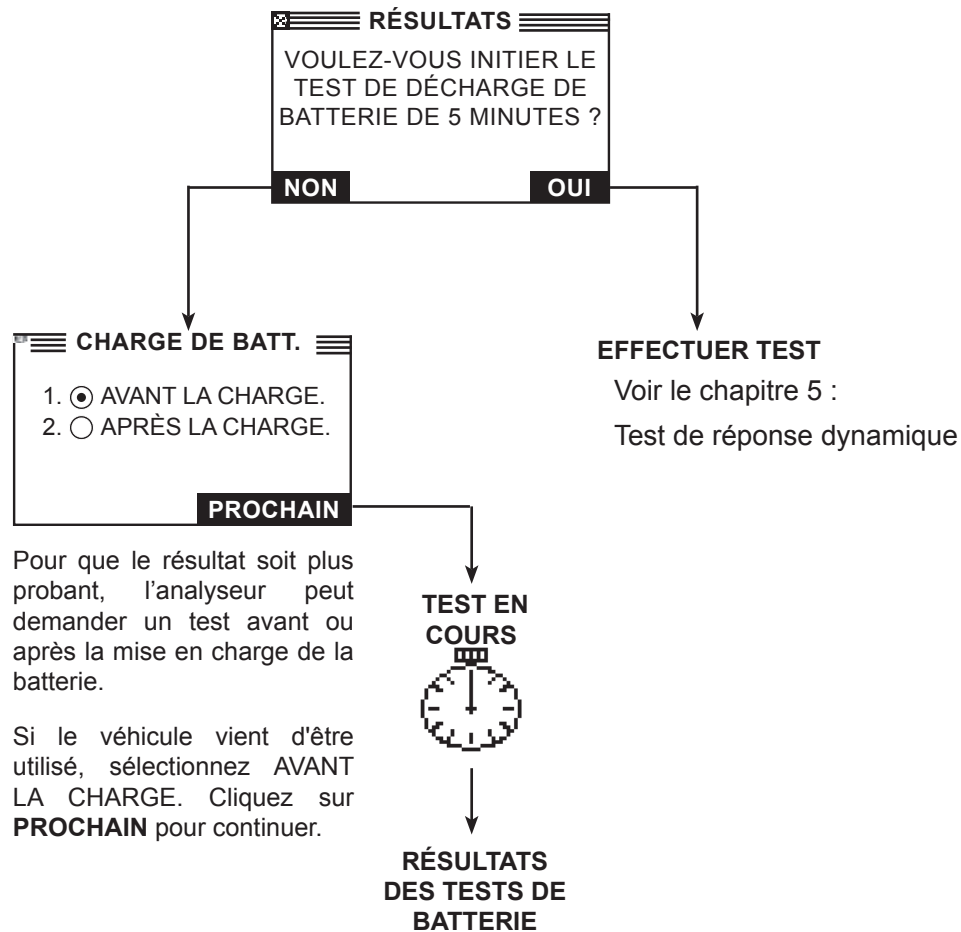 RÉSULTATS
VOULEZ-VOUS INITIER LE
TEST DE DÉCHARGE DE
BATTERIE DE 5 MINUTES ?
NON
OUI
CHARGE DE BATT.
1. AVANT LA CHARGE.
2. APRÈS LA CHARGE.
PROCHAIN
Pour que le résultat soit plus
probant, l'analyseur peut
demander un test avant ou
après la mise en charge de la
batterie.
Si le véhicule vient d'être
utilisé, sélectionnez AVANT
LA CHARGE. Cliquez sur
PROCHAIN pour continuer.
EFFECTUER TEST
Voir le chapitre 5 :
Test de réponse dynamique
TEST EN
COURS
RÉSULTATS
DES TESTS DE
BATTERIE